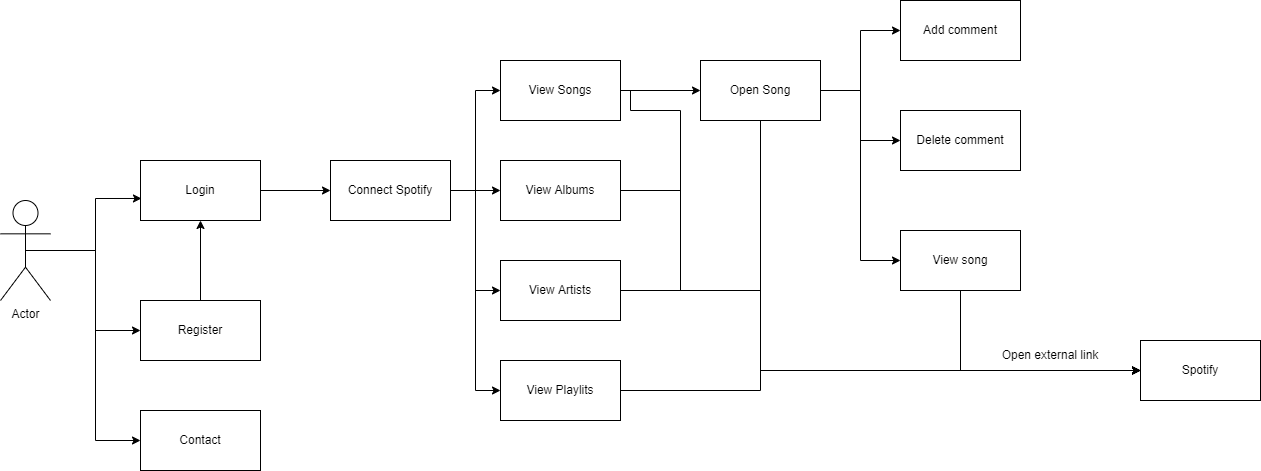 Actor
Login
Register
Contact
Connect Spotify
View Songs
View Albums
View Artists
View Playlits
Open Song
Add comment
Delete comment
View song
Open external link
Spotify